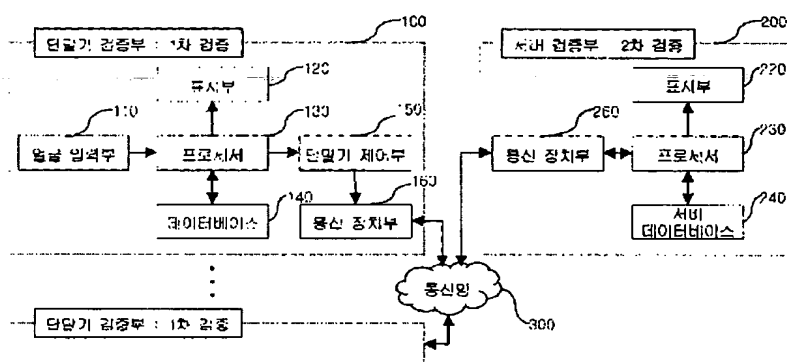 100
단말기 검증부 : 1차 검증
200
서버 검증부 2차 검증
120
표시부
220
표시부
110
130
150
260
230
얼굴 입력부
프로세서
단말기 제어부
통신 장치부
프로세서
140
160
240
데이터베이스
통신 장치부
서버
데이터베이스
통신망
300
단말기 검증부 : 1차 검증